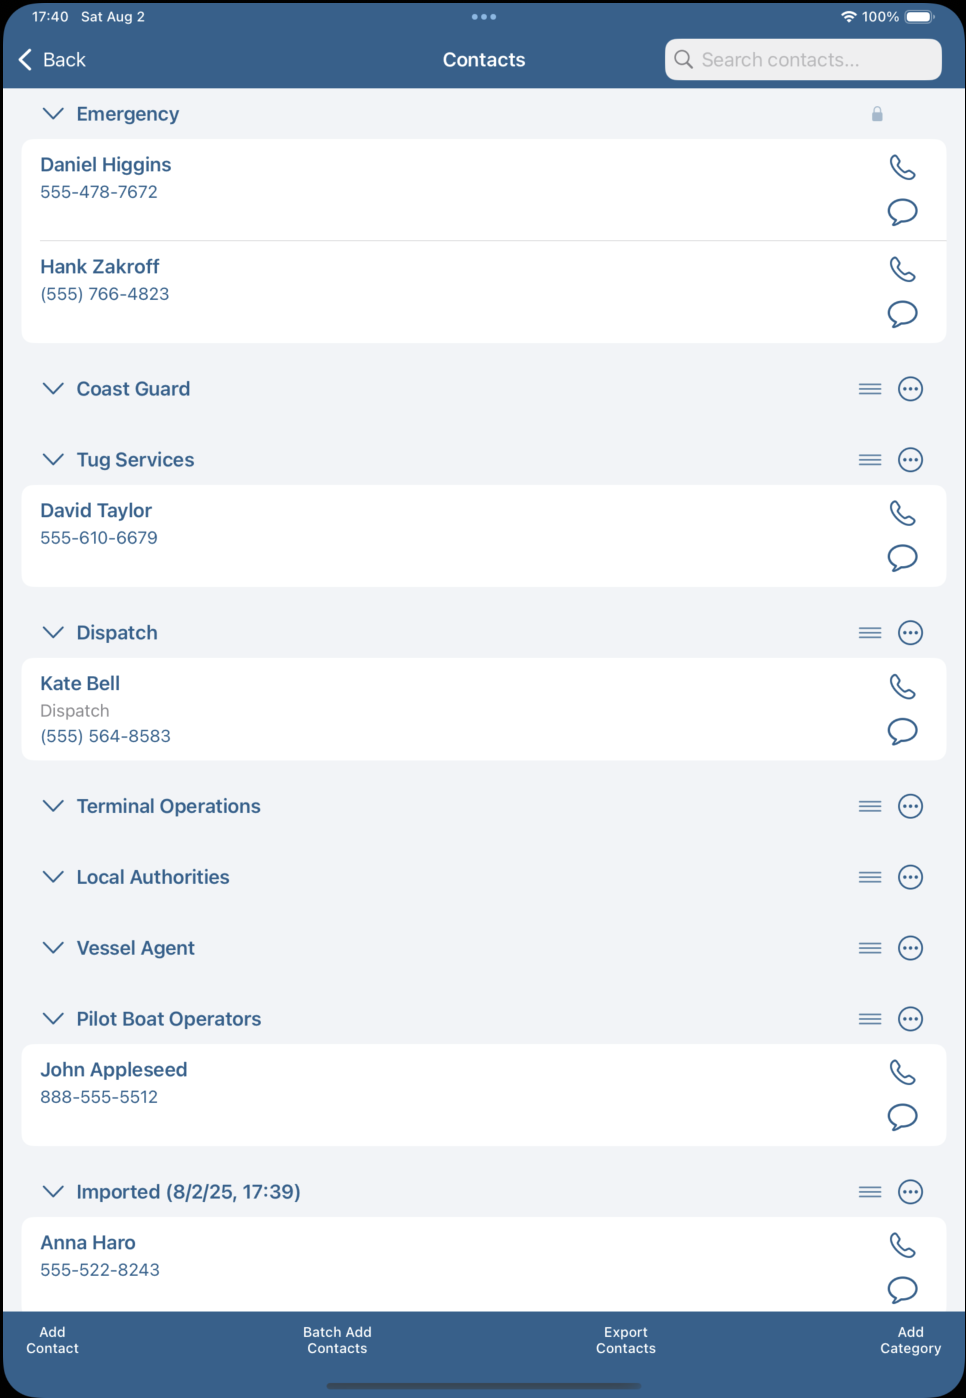 17:40 Sat Aug 2
100%
Back
Contacts
Search contacts...
Emergency
Daniel Higgins
555-478-7672
Hank Zakroff
(555) 766-4823
Coast Guard
Tug Services
David Taylor
555-610-6679
Dispatch
Kate Bell
Dispatch
(555) 564-8583
Terminal Operations
Local Authorities
Vessel Agent
Pilot Boat Operators
John Appleseed
888-555-5512
Imported (8/2/25, 17:39)
Anna Haro
555-522-8243
Add
Contact
Batch Add
Contacts
Export
Contacts
Add
Category